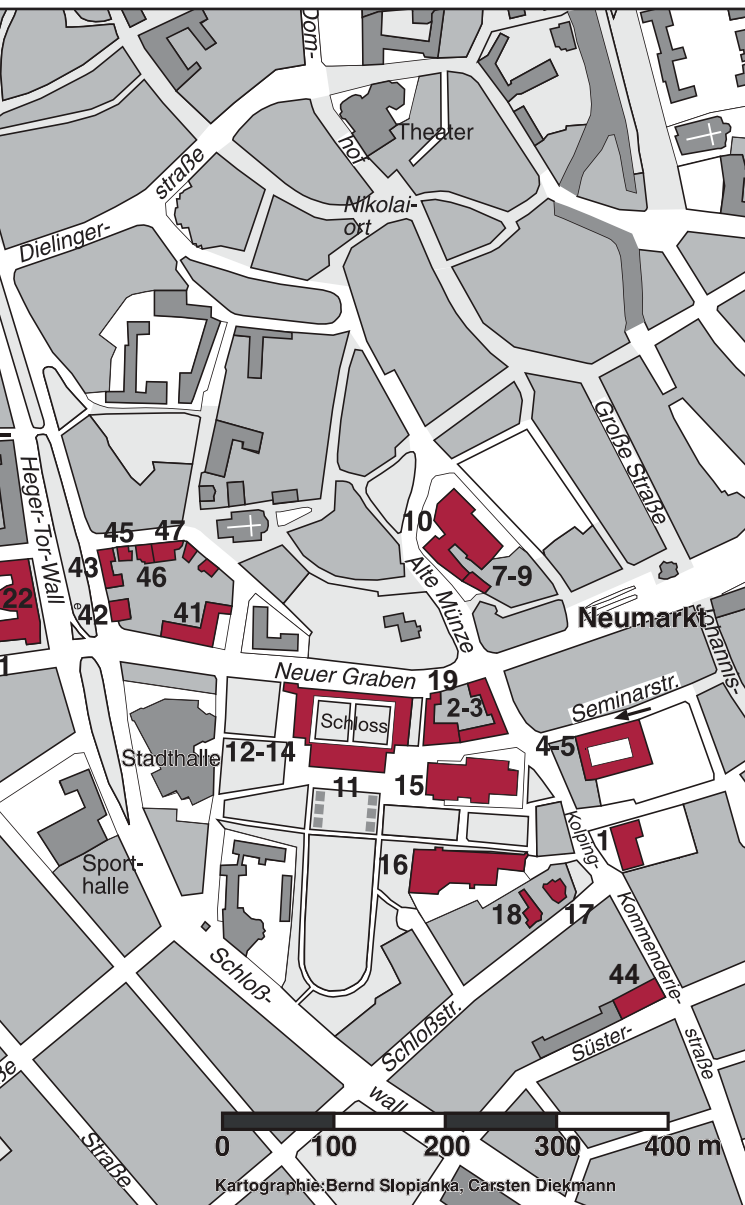 Dom-
hof
Theater
straße
Nikolai-
ort
Dielinger-
Große Straße
Heger-Tor-Wall
10
45
47
43
46
7-9
22
42
41
Alte Münze
Neumarkt
Johannis-
1
Neuer Graben
19
2-3
Seminarstr.
Schloss
Stadthalle
12-14
4-5
11
15
Kolping-
1
16
Sport-
halle
18
17
Kommenderie-
straße
44
Schloß-
wall
Schloßstr.
Süster-
Straße
0
100
200
300
400 m
Kartographie:Bernd Slopianka, Carsten Diekmann